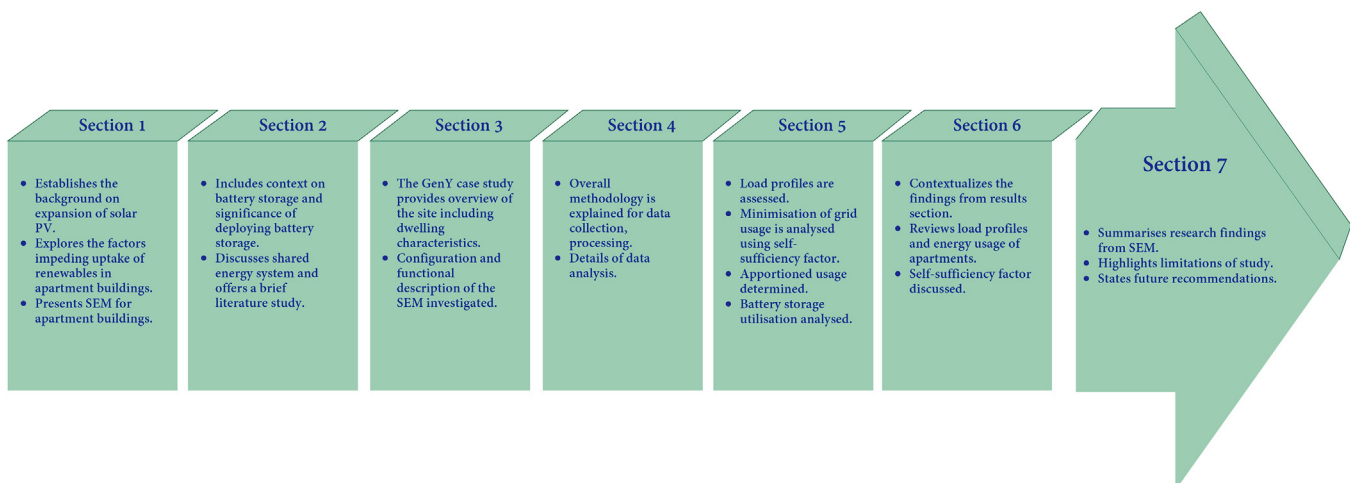 Section 1
• Establishes the
background on
expansion of solar
PV.
• Explores the factors
impeding uptake of
renewables in
apartment buildings.
• Presents SEM for
apartment buildings.
Section 2
• Includes context on
battery storage and
significance of
deploying battery
storage.
• Discusses shared
energy system and
offers a brief
literature study.
Section 3
• The GenY case study
provides overview of
the site including
dwelling
characteristics.
• Configuration and
functional
description of the
SEM investigated.
Section 4
• Overall
methodology is
explained for data
collection,
processing.
• Details of data
analysis.
Section 5
• Load profiles are
assessed.
• Minimisation of grid
usage is analysed
using self-
sufficiency factor.
• Apportioned usage
determined.
• Battery storage
utilisation analysed.
Section 6
• Contextualizes the
findings from results
section.
• Reviews load profiles
and energy usage of
apartments.
• Self-sufficiency factor
discussed.
Section 7
• Summarises research findings
from SEM.
• Highlights limitations of study.
• States future recommendations.